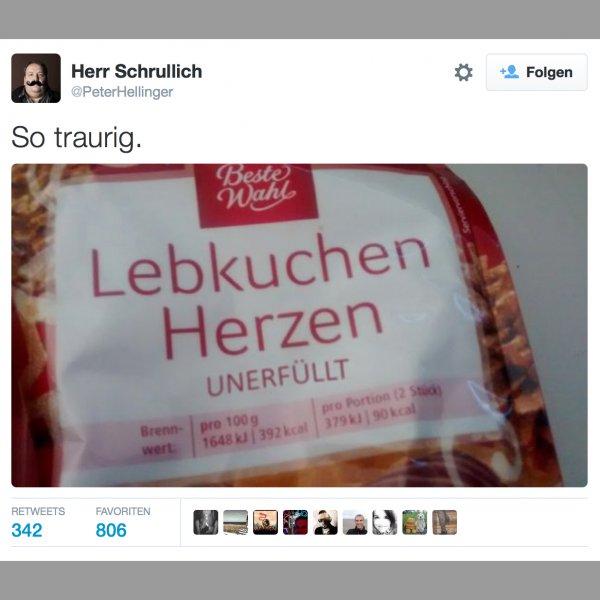 Herr Schrullich
@PeterHellinger
Folgen
So traurig.
Beste
Wahl
Serviervorschlag
Lebkuchen
Herzen
UNERFÜLLT
Brenn-
wert:
pro 100 g
1648 kJ | 392 kcal
pro Portion (2 Stück)
379 kJ | 90 kcal
RETWEETS
342
FAVORITEN
806